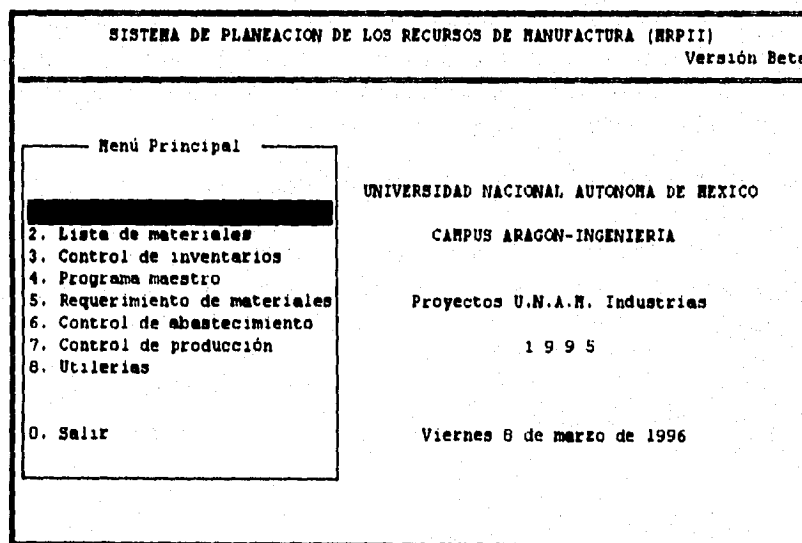 SISTEMA DE PLANEACION DE LOS RECURSOS DE MANUFACTURA (MRPII)
Versión Beta
Menú Principal
2. Lista de materiales
3. Control de inventarios
4. Programa maestro
5. Requerimiento de materiales
6. Control de abastecimiento
7. Control de producción
8. Utilerias
0. Salir
UNIVERSIDAD NACIONAL AUTONOMA DE MEXICO
CAMPUS ARAGON-INGENIERIA
Proyectos U.N.A.M. Industrias
1 9 9 5
Viernes 8 de marzo de 1996